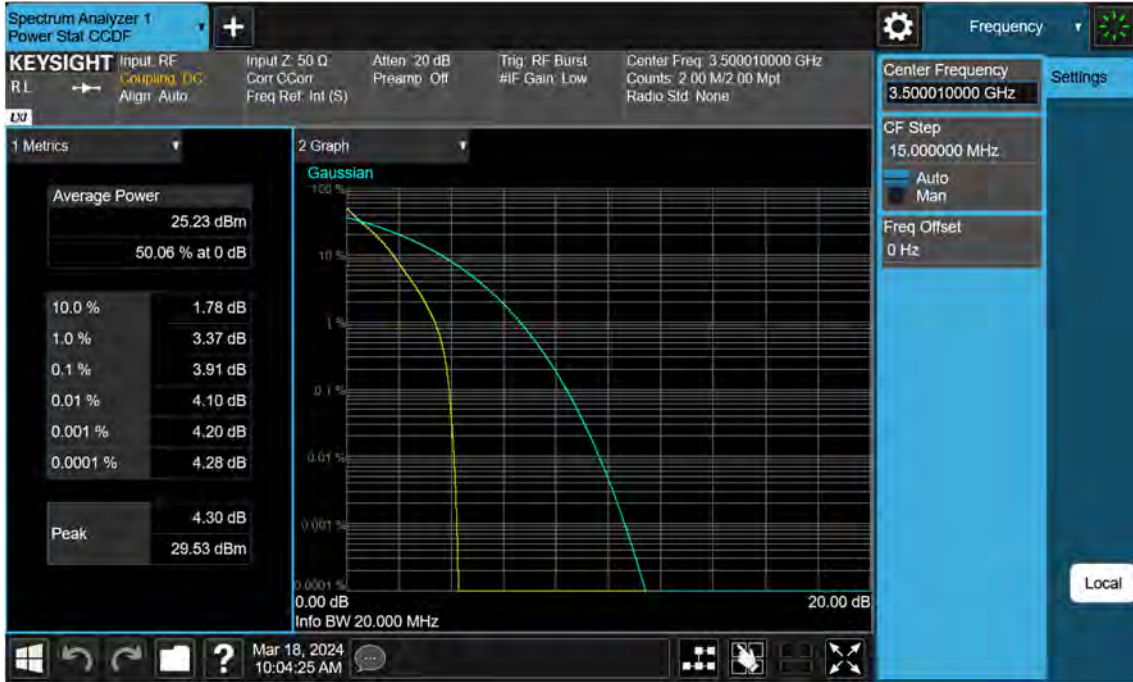 Spectrum Analyzer 1
Power Stat CCDF
+
Frequency
KEYSIGHT
R L
LXI
Input: RF
Coupling: DC
Align: Auto
Input Z: 50 Ω
Corr CCorr
Freq Ref: Int (S)
Atten: 20 dB
Preamp: Off
Trig: RF Burst
#IF Gain: Low
Center Freq: 3.500010000 GHz
Counts: 2.00 M/2.00 Mpt
Radio Std: None
Center Frequency
3.500010000 GHz
Settings
CF Step
15.000000 MHz
Auto
Man
Freq Offset
0 Hz
1 Metrics
Average Power
25.23 dBm
50.06 % at 0 dB
10.0 % 1.78 dB
1.0 % 3.37 dB
0.1 % 3.91 dB
0.01 % 4.10 dB
0.001 % 4.20 dB
0.0001 % 4.28 dB
Peak
4.30 dB
29.53 dBm
2 Graph
Gaussian
100 %
10 %
1 %
0.1 %
0.01 %
0.001 %
0.0001 %
0.00 dB 20.00 dB
Info BW 20.000 MHz
Local
?
Mar 18, 2024
10:04:25 AM